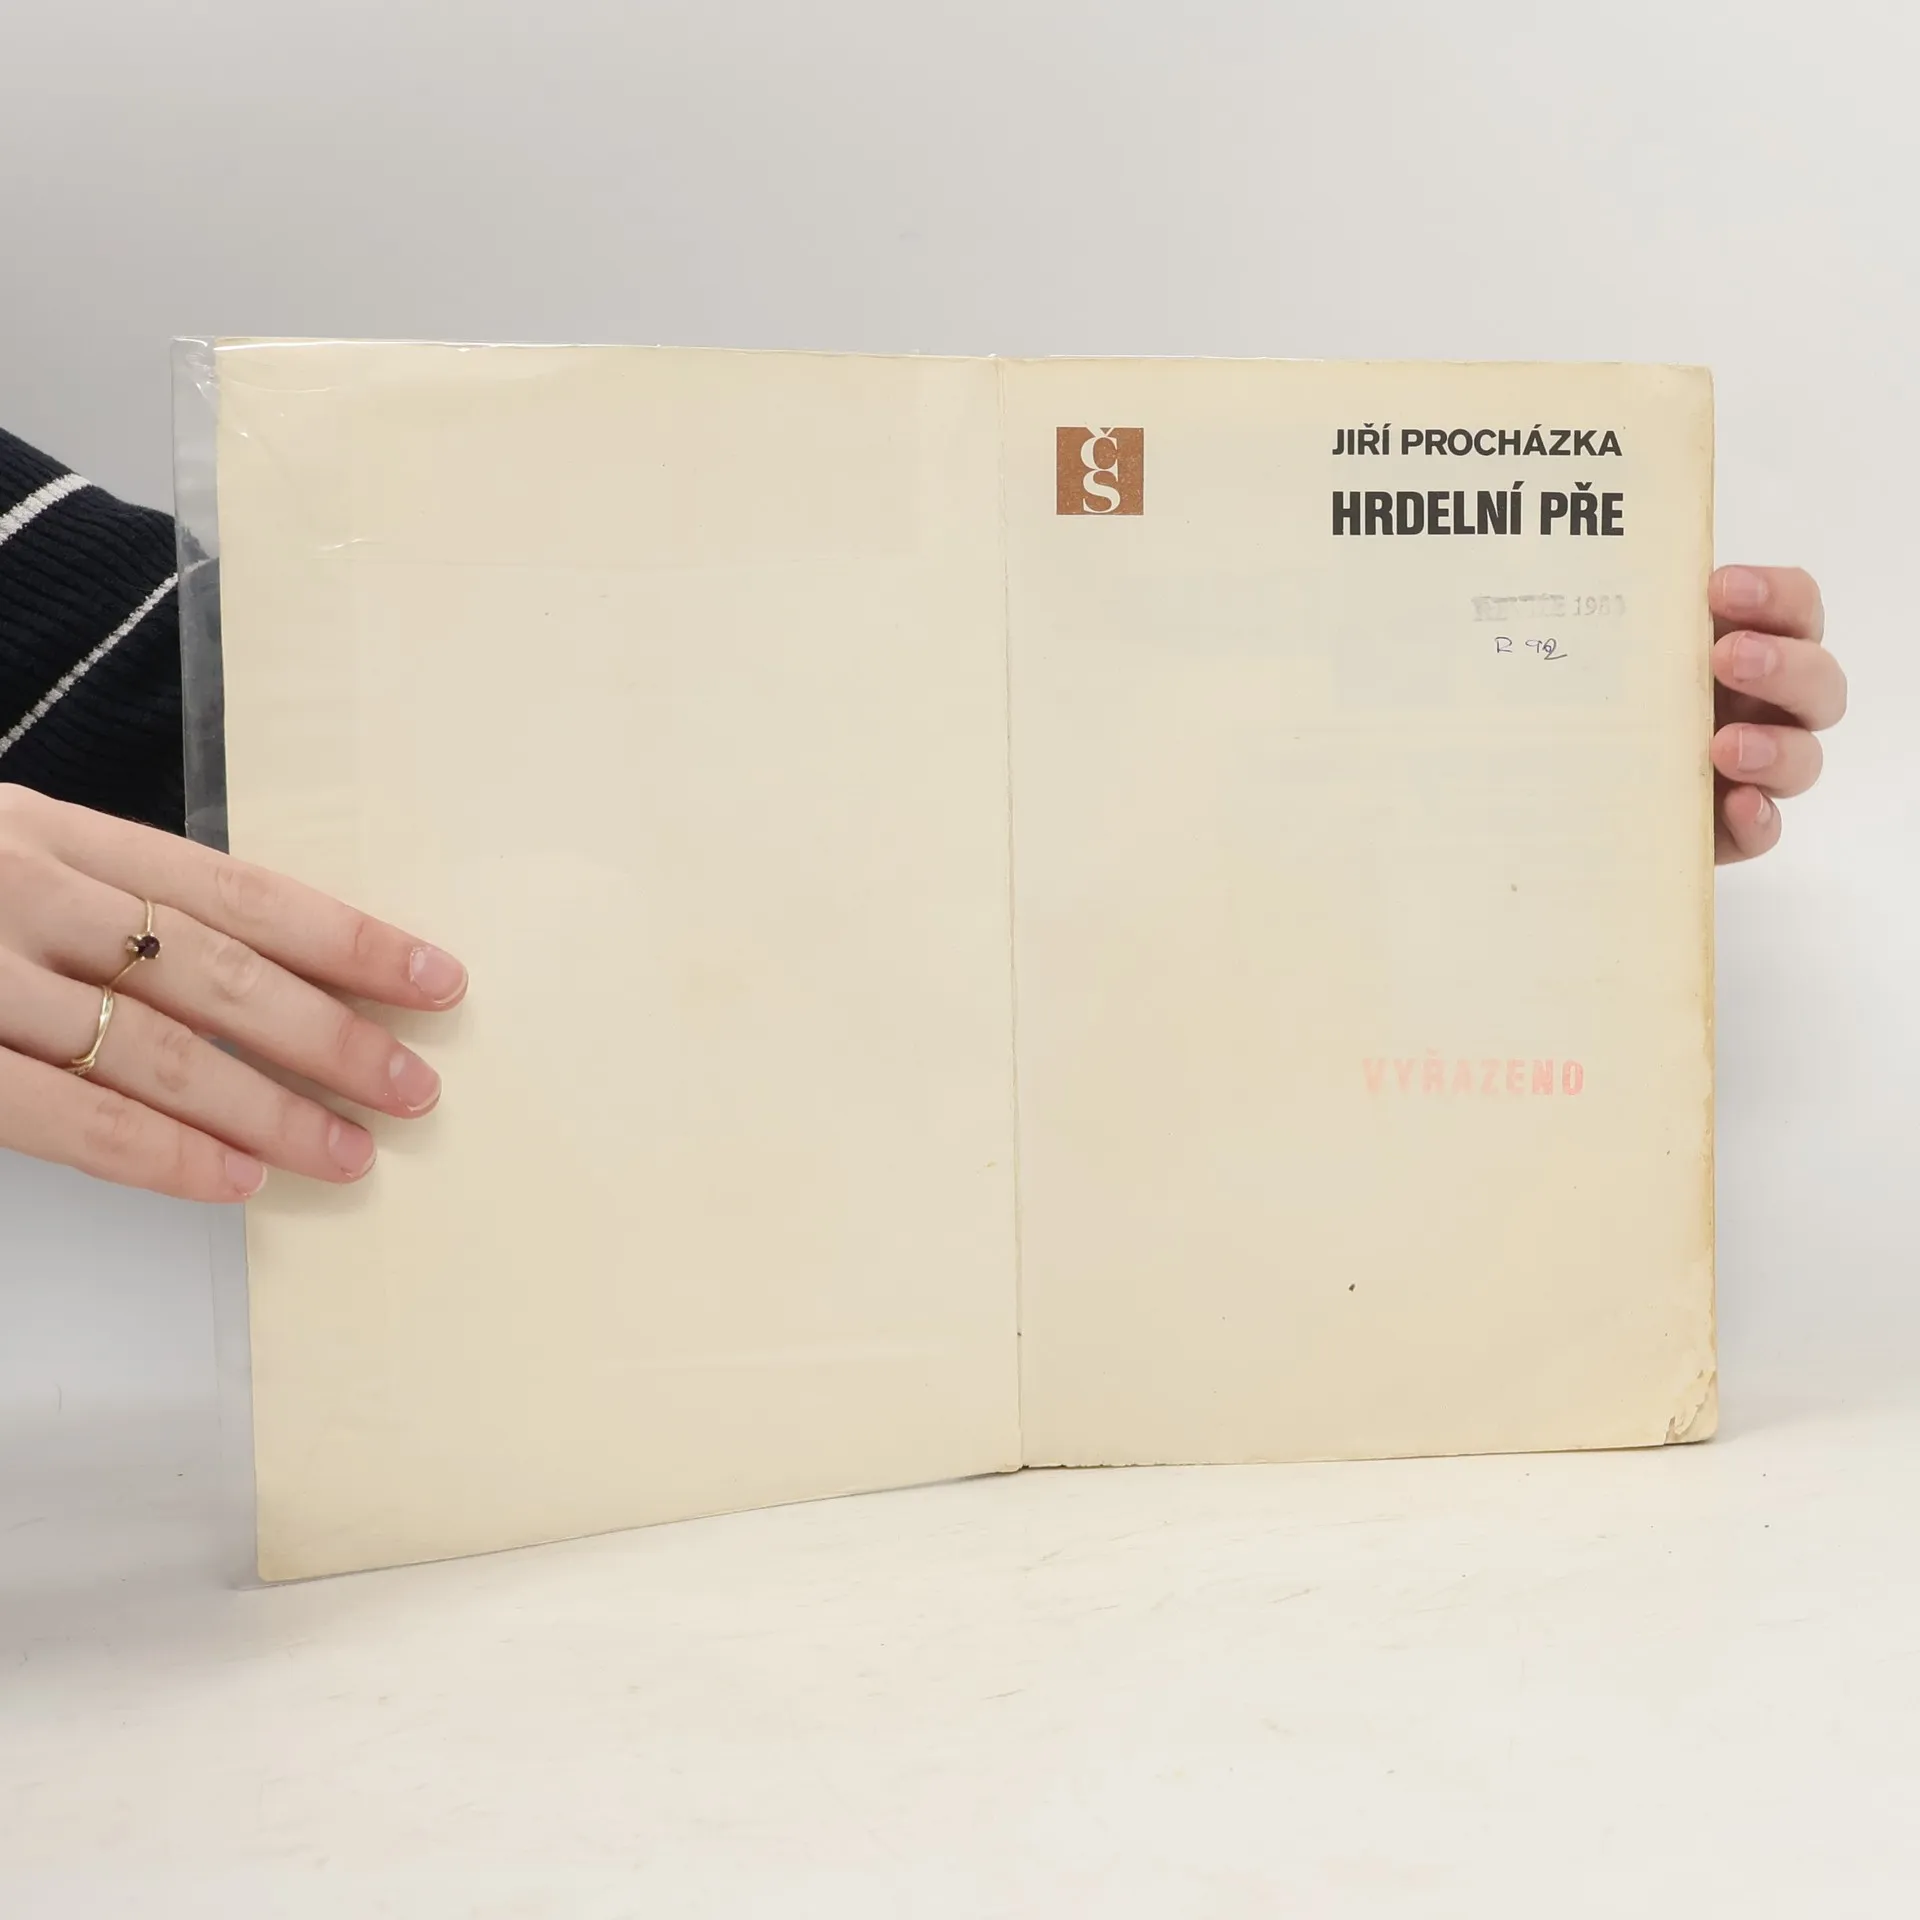 ČS
JIŘÍ PROCHÁZKA
HRDELNÍ PŘE
R 92
VYŘAZENO